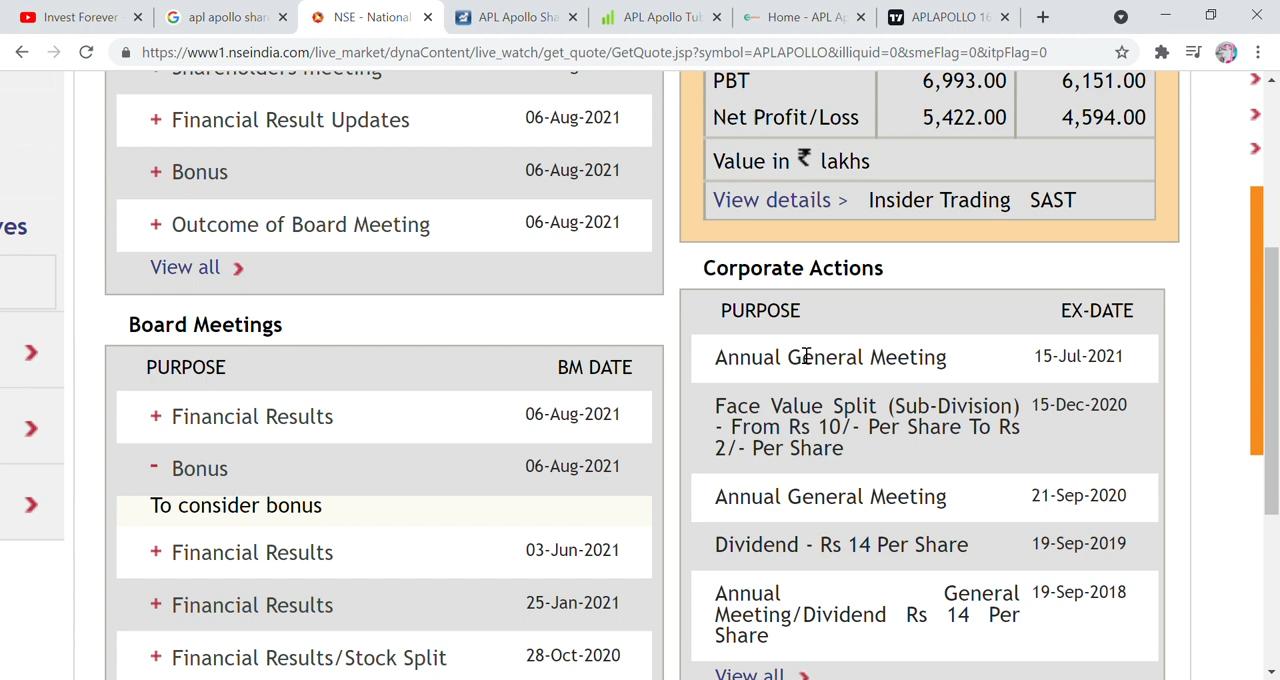 Invest Forever
apl apollo shar
NSE - National
APL Apollo Sha
APL Apollo Tub
Home - APL Ap
APLAPOLLO 16
https://www1.nseindia.com/live_market/dynaContent/live_watch/get_quote/GetQuote.jsp?symbol=APLAPOLLO&illiquid=0&smeFlag=0&itpFlag=0
Shareholders meeting
+ Financial Result Updates 06-Aug-2021
+ Bonus 06-Aug-2021
+ Outcome of Board Meeting 06-Aug-2021
View all
Board Meetings
PURPOSE BM DATE
+ Financial Results 06-Aug-2021
- Bonus 06-Aug-2021
To consider bonus
+ Financial Results 03-Jun-2021
+ Financial Results 25-Jan-2021
+ Financial Results/Stock Split 28-Oct-2020
PBT 6,993.00 6,151.00
Net Profit/Loss 5,422.00 4,594.00
Value in ₹ lakhs
View details > Insider Trading SAST
Corporate Actions
PURPOSE EX-DATE
Annual General Meeting 15-Jul-2021
Face Value Split (Sub-Division) 15-Dec-2020
- From Rs 10/- Per Share To Rs
2/- Per Share
Annual General Meeting 21-Sep-2020
Dividend - Rs 14 Per Share 19-Sep-2019
Annual General 19-Sep-2018
Meeting/Dividend Rs 14 Per
Share
View all